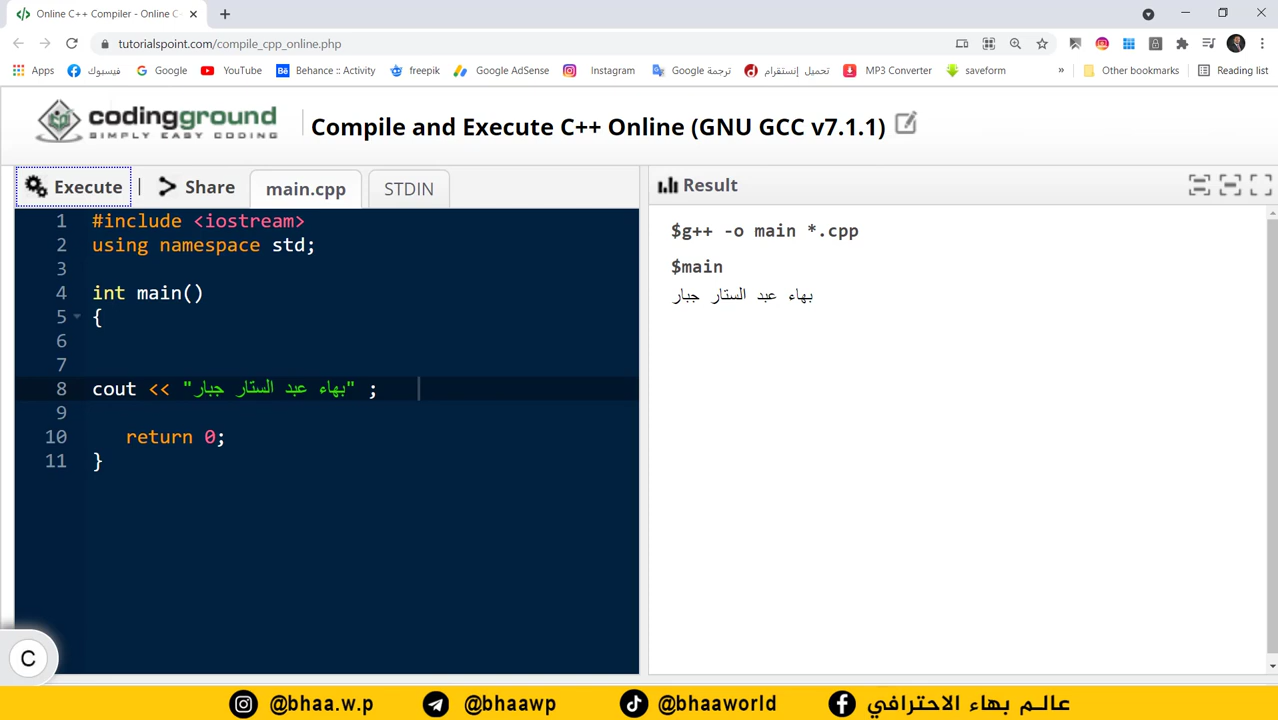 Online C++ Compiler - Online C
tutorialspoint.com/compile_cpp_online.php
Apps فيسبوك Google YouTube Behance :: Activity freepik Google AdSense Instagram ترجمة Google تحميل إنستقرام MP3 Converter saveform » Other bookmarks Reading list
codingground
SIMPLY EASY CODING
Compile and Execute C++ Online (GNU GCC v7.1.1)
Execute | Share main.cpp STDIN
Result
1 #include <iostream>
2 using namespace std;
3
4 int main()
5 {
6
7
8 cout << "بهاء عبد الستار جبار" ;
9
10 return 0;
11 }
$g++ -o main *.cpp
$main
بهاء عبد الستار جبار
C
@bhaa.w.p @bhaawp @bhaaworld عالم بهاء الاحترافي